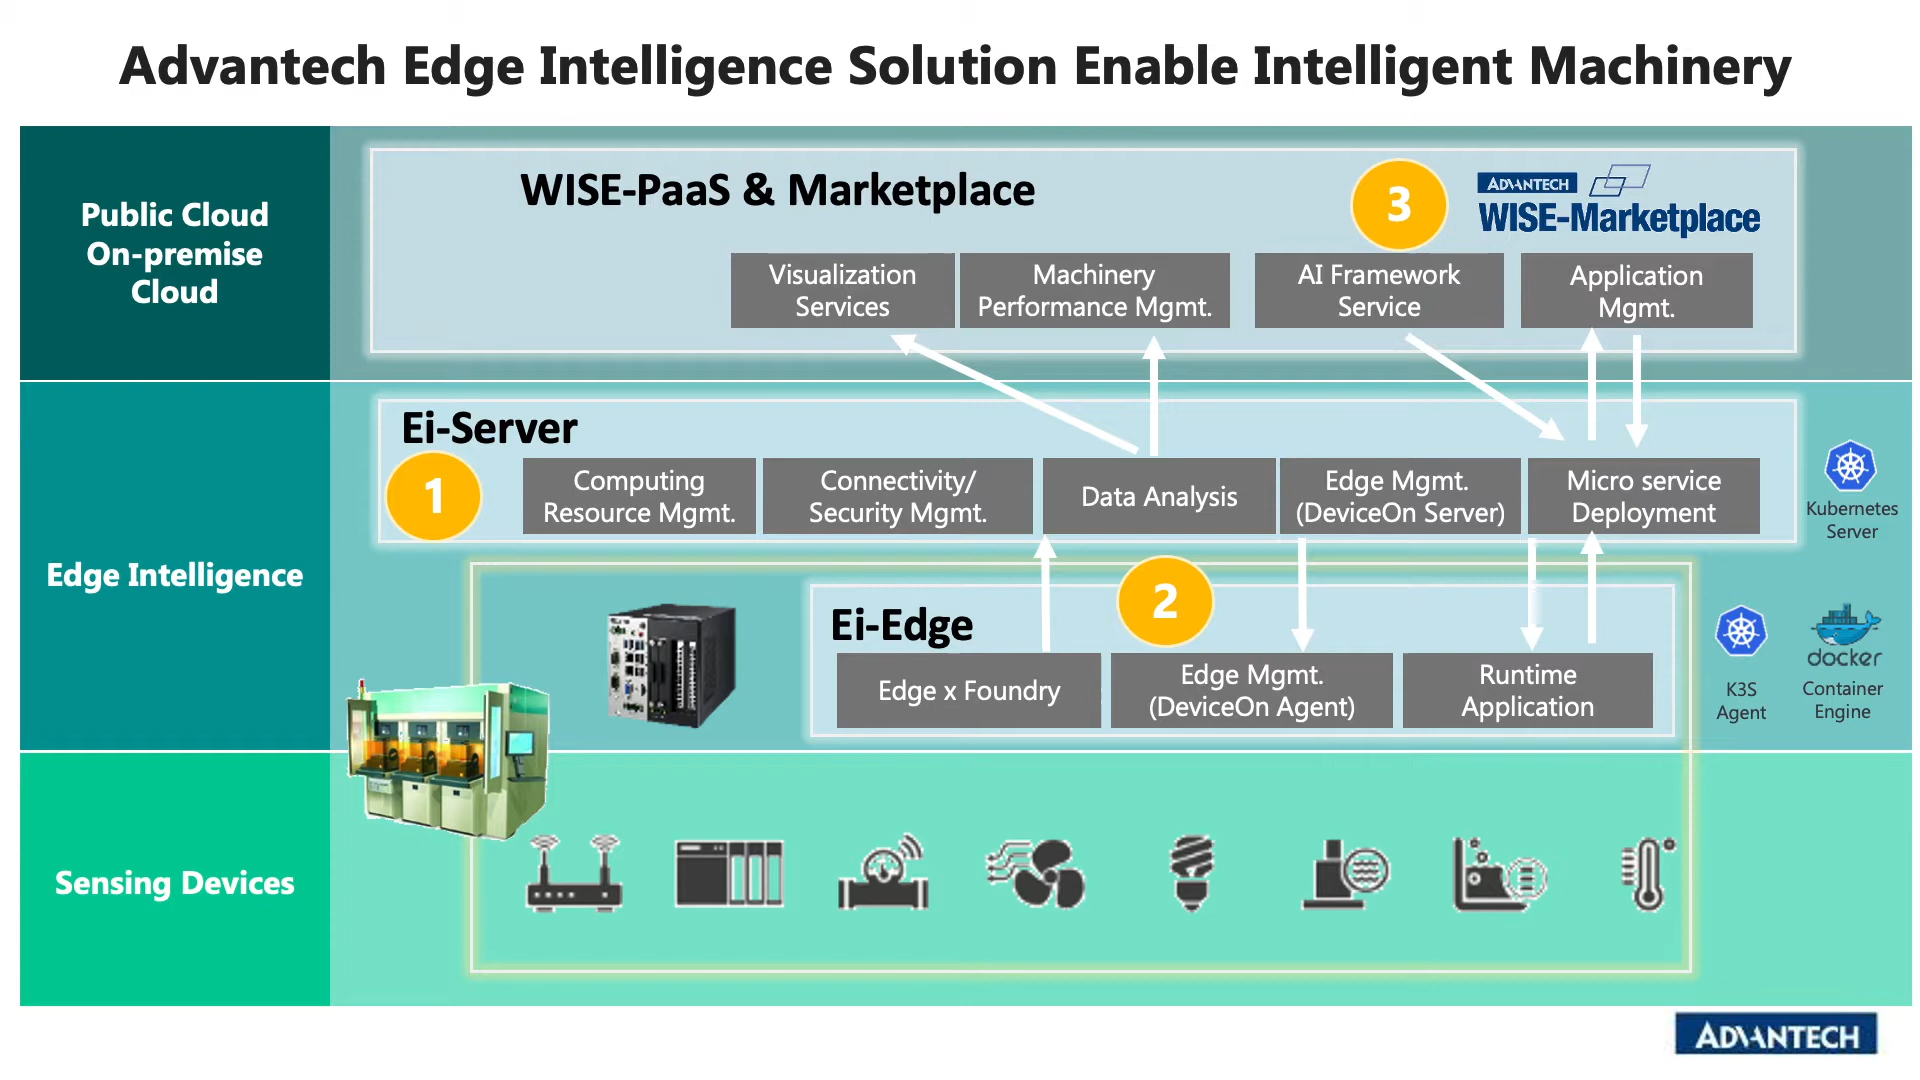 Advantech Edge Intelligence Solution Enable Intelligent Machinery
Public Cloud
On-premise
Cloud
WISE-PaaS & Marketplace
3
ADVANTECH
WISE-Marketplace
Visualization
Services
Machinery
Performance Mgmt.
AI Framework
Service
Application
Mgmt.
Edge Intelligence
Ei-Server
1
Computing
Resource Mgmt.
Connectivity/
Security Mgmt.
Data Analysis
Edge Mgmt.
(DeviceOn Server)
Micro service
Deployment
Kubernetes
Server
Ei-Edge
2
Edge x Foundry
Edge Mgmt.
(DeviceOn Agent)
Runtime
Application
K3S
Agent
docker
Container
Engine
Sensing Devices
ADVANTECH